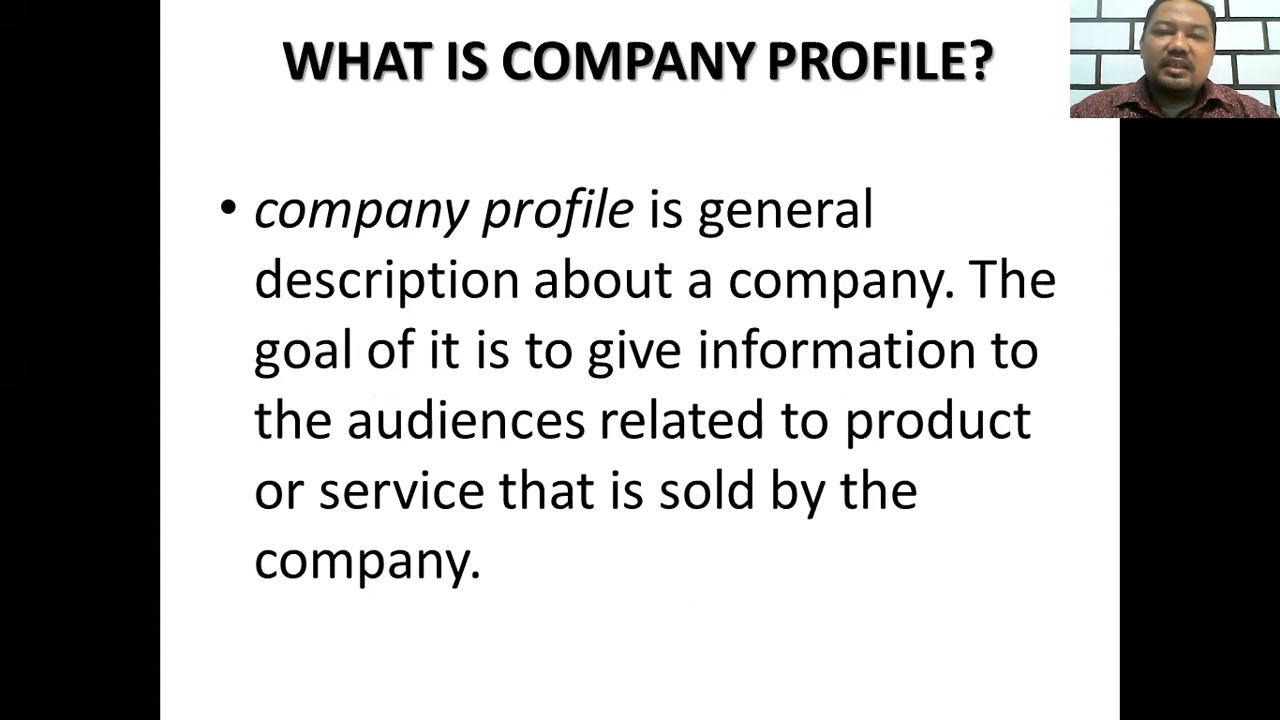 WHAT IS COMPANY PROFILE?
• company profile is general
description about a company. The
goal of it is to give information to
the audiences related to product
or service that is sold by the
company.